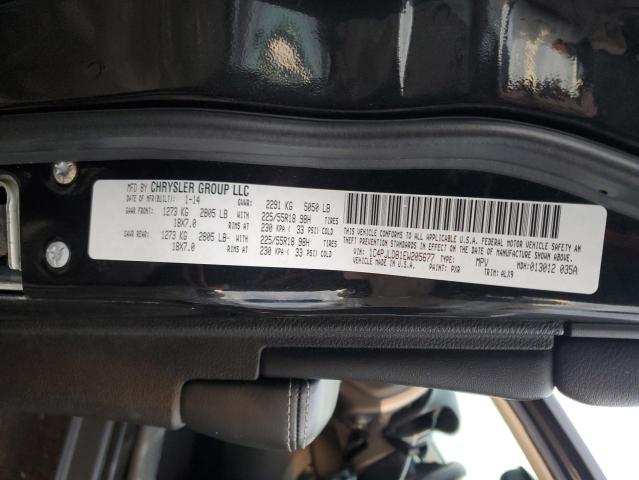 MFD BY CHRYSLER GROUP LLC
DATE OF MFR(BUILT): 1-14 GVWR: 2291 KG 5050 LB
GAWR FRONT: 1273 KG 2805 LB WITH 225/55R18 98H TIRES
18X7.0 RIMS AT 230 KPA ( 33 PSI) COLD
GAWR REAR: 1273 KG 2805 LB WITH 225/55R18 98H TIRES
18X7.0 RIMS AT 230 KPA ( 33 PSI) COLD
THIS VEHICLE CONFORMS TO ALL APPLICABLE U.S.A. FEDERAL MOTOR VEHICLE SAFETY AND
THEFT PREVENTION STANDARDS IN EFFECT ON THE DATE OF MANUFACTURE SHOWN ABOVE.
VIN: 1C4PJLDB1EW205677 TYPE: MPV MDH: 013012 035A
VEHICLE MADE IN U.S.A. PAINT: PXR TRIM: ALX9